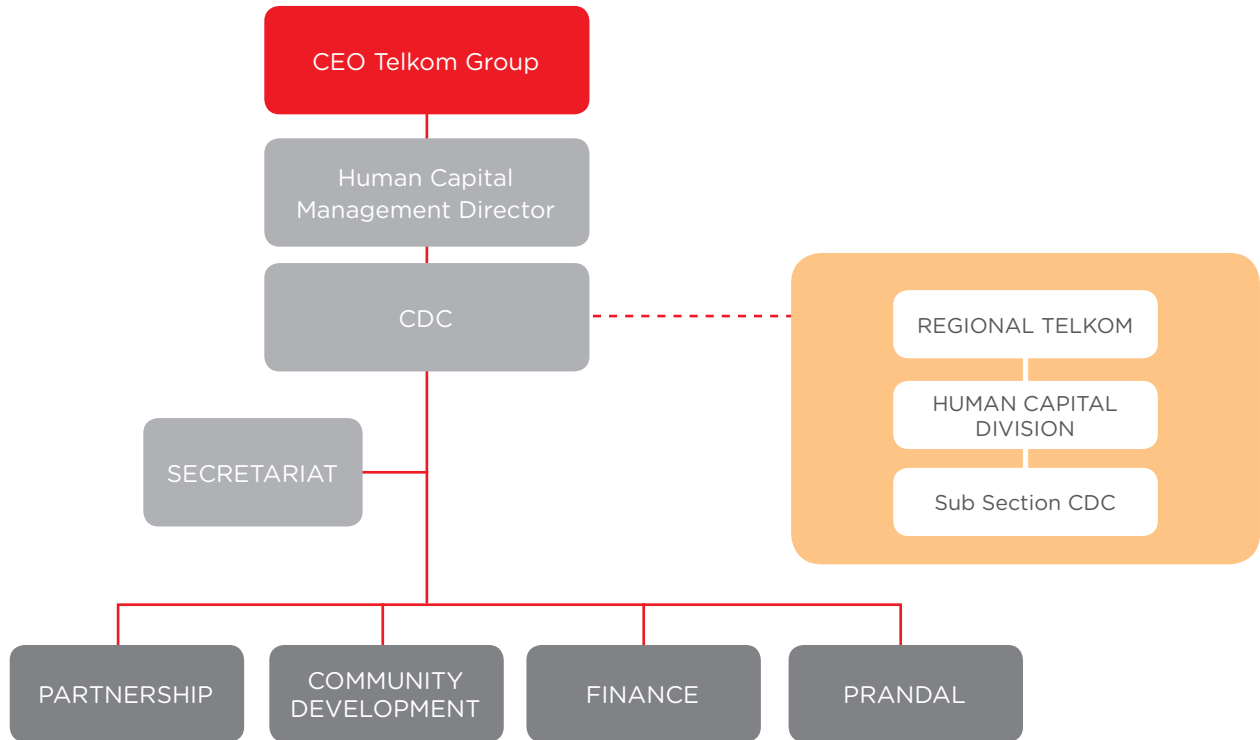 CEO Telkom Group
Human Capital
Management Director
CDC
REGIONAL TELKOM
HUMAN CAPITAL
DIVISION
Sub Section CDC
SECRETARIAT
PARTNERSHIP
COMMUNITY
DEVELOPMENT
FINANCE
PRANDAL